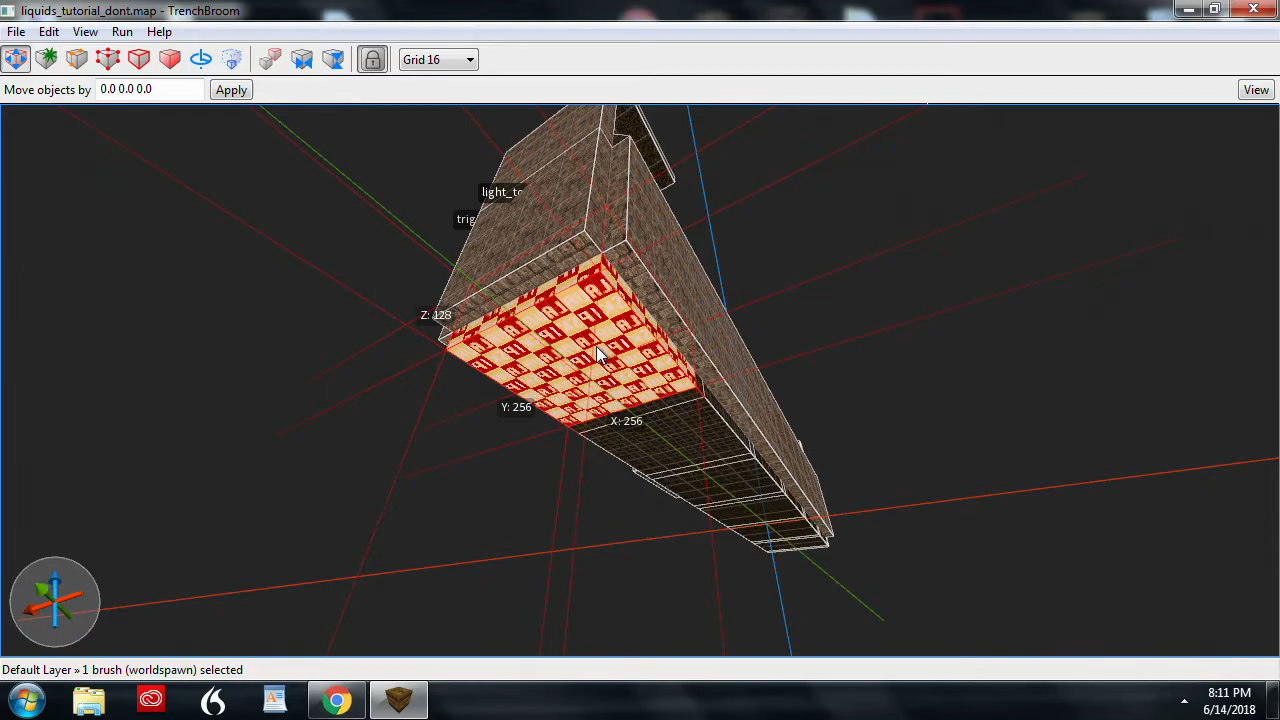 liquids_tutorial_dont.map - TrenchBroom
File Edit View Run Help
Grid 16
Move objects by 0.0 0.0 0.0 Apply View
light_to
trig
Z: 128
Y: 256
X: 256
Default Layer » 1 brush (worldspawn) selected
8:11 PM
6/14/2018